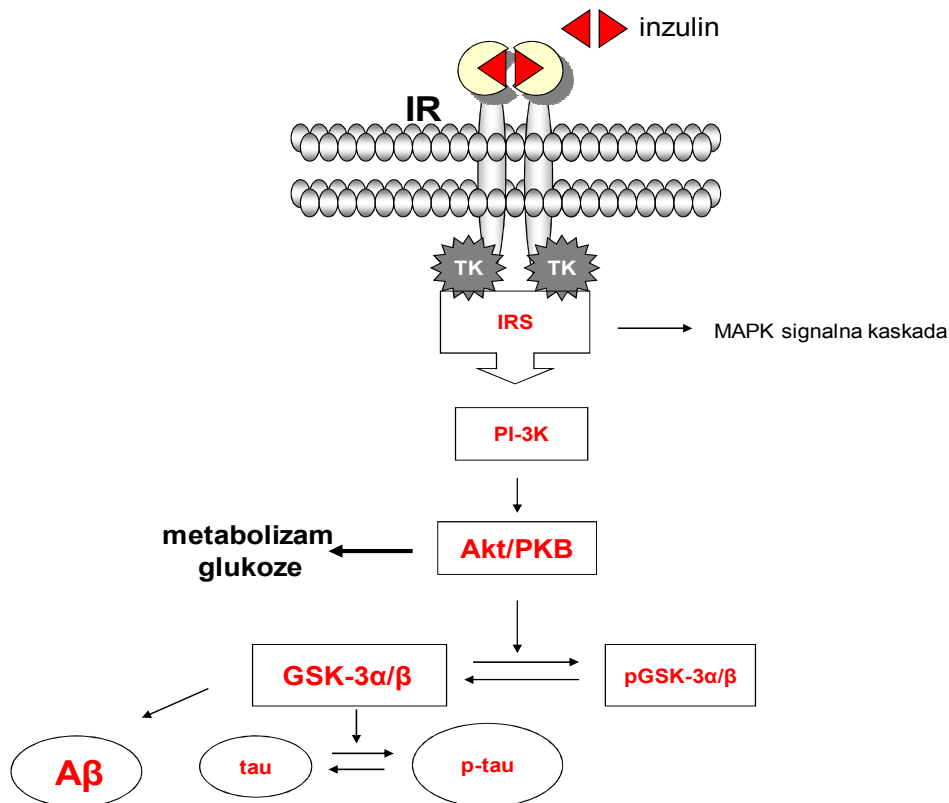 inzulin
IR
TK
TK
IRS
MAPK signalna kaskada
PI-3K
metabolizam
glukoze
Akt/PKB
GSK-3α/β
pGSK-3α/β
Aβ
tau
p-tau